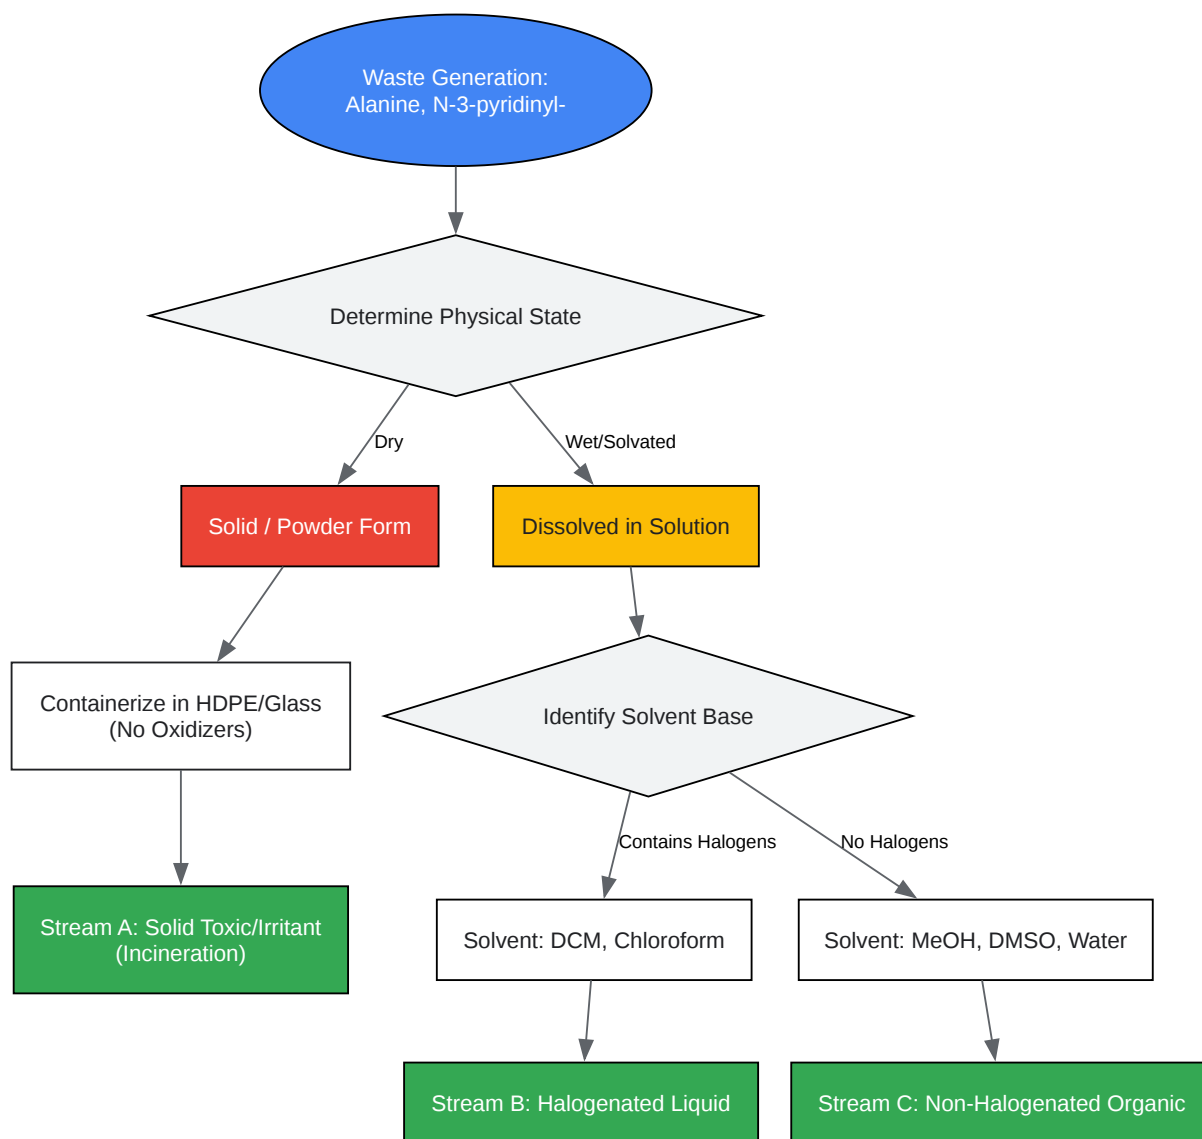 Waste Generation:
Alanine, N-3-pyridinyl-
Determine Physical State
Dry
Wet/Solvated
Solid / Powder Form
Dissolved in Solution
Containerize in HDPE/Glass
(No Oxidizers)
Identify Solvent Base
Contains Halogens
No Halogens
Stream A: Solid Toxic/Irritant
(Incineration)
Solvent: DCM, Chloroform
Solvent: MeOH, DMSO, Water
Stream B: Halogenated Liquid
Stream C: Non-Halogenated Organic